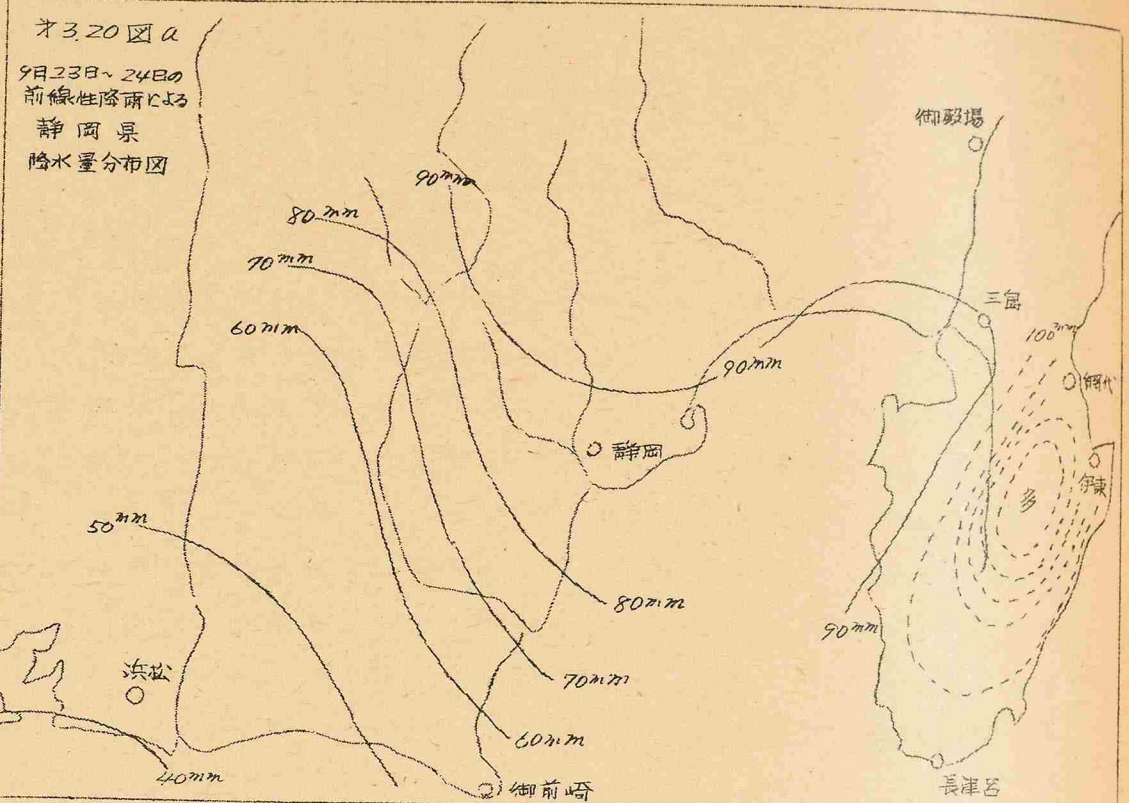 才3.20図a
9月23日~24日の
前線性降雨による
静岡県
降水量分布図
御殿場
90mm
80mm
70mm
三島
60mm
100mm
90mm
網代
静岡
伊東
多
50mm
80mm
90mm
浜松
70mm
60mm
40mm
御前崎
長津呂